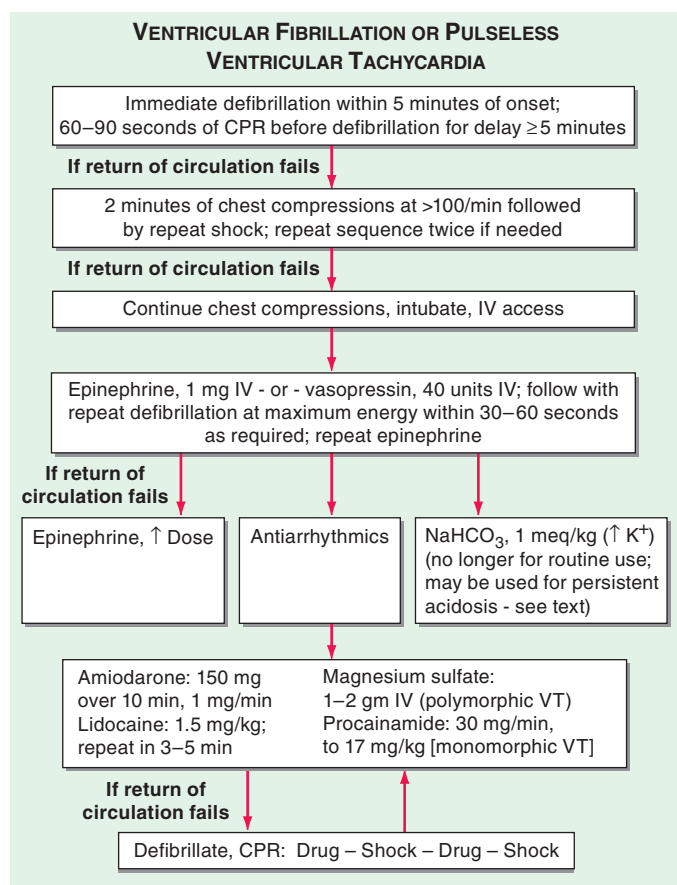 VENTRICULAR FIBRILLATION OR PULSELESS
VENTRICULAR TACHYCARDIA
Immediate defibrillation within 5 minutes of onset;
60–90 seconds of CPR before defibrillation for delay ≥5 minutes
If return of circulation fails
2 minutes of chest compressions at >100/min followed
by repeat shock; repeat sequence twice if needed
If return of circulation fails
Continue chest compressions, intubate, IV access
Epinephrine, 1 mg IV - or - vasopressin, 40 units IV; follow with
repeat defibrillation at maximum energy within 30–60 seconds
as required; repeat epinephrine
If return of
circulation fails
Epinephrine, ↑ Dose
Antiarrhythmics
NaHCO₃, 1 meq/kg (↑ K⁺)
(no longer for routine use;
may be used for persistent
acidosis - see text)
Amiodarone: 150 mg
over 10 min, 1 mg/min
Lidocaine: 1.5 mg/kg;
repeat in 3–5 min
Magnesium sulfate:
1–2 gm IV (polymorphic VT)
Procainamide: 30 mg/min,
to 17 mg/kg [monomorphic VT]
If return of
circulation fails
Defibrillate, CPR: Drug – Shock – Drug – Shock